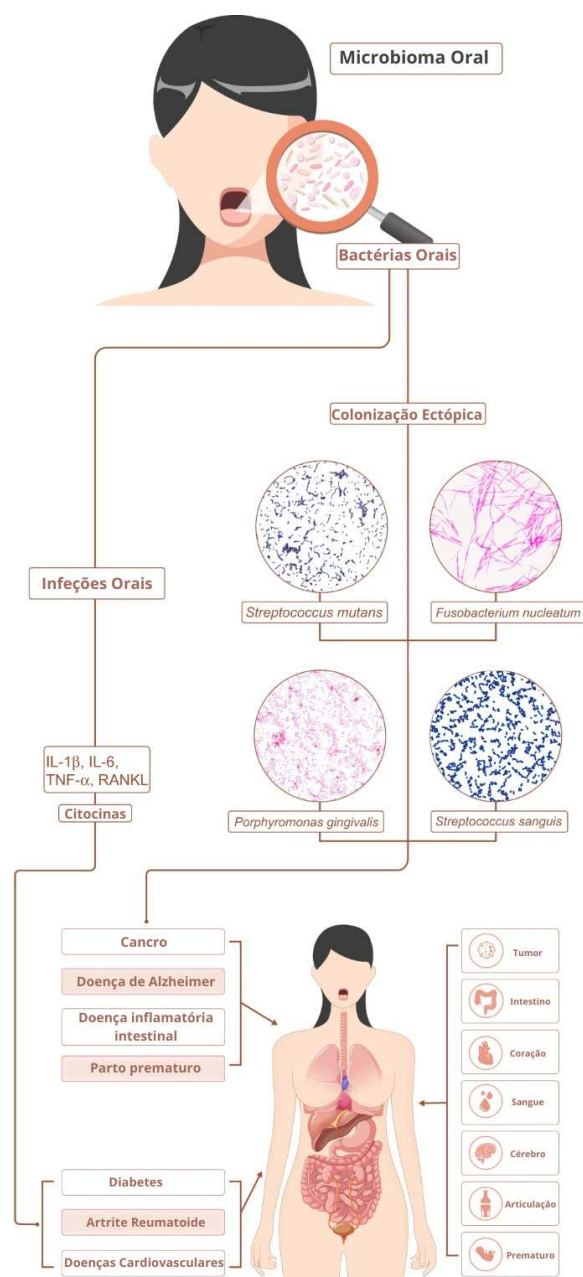 Microbioma Oral
Bactérias Orais
Colonização Ectópica
Streptococcus mutans
Fusobacterium nucleatum
Infeções Orais
Porphyromonas gingivalis
Streptococcus sanguis
IL-1β, IL-6,
TNF-α, RANKL
Citocinas
Cancro
Doença de Alzheimer
Doença inflamatória
intestinal
Parto prematuro
Diabetes
Artrite Reumatoide
Doenças Cardiovasculares
Tumor
Intestino
Coração
Sangue
Cérebro
Articulação
Prematuro